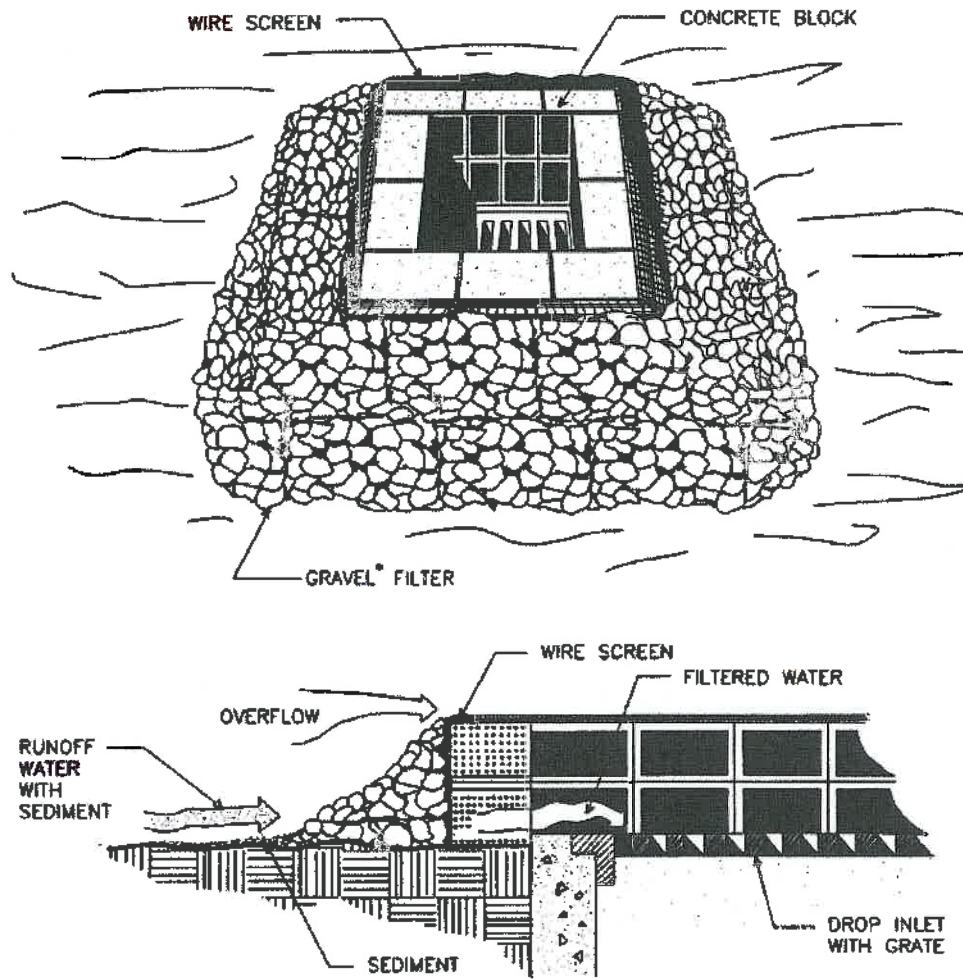 WIRE SCREEN
CONCRETE BLOCK
GRAVEL* FILTER
WIRE SCREEN
FILTERED WATER
OVERFLOW
RUNOFF
WATER
WITH
SEDIMENT
DROP INLET
WITH GRATE
SEDIMENT